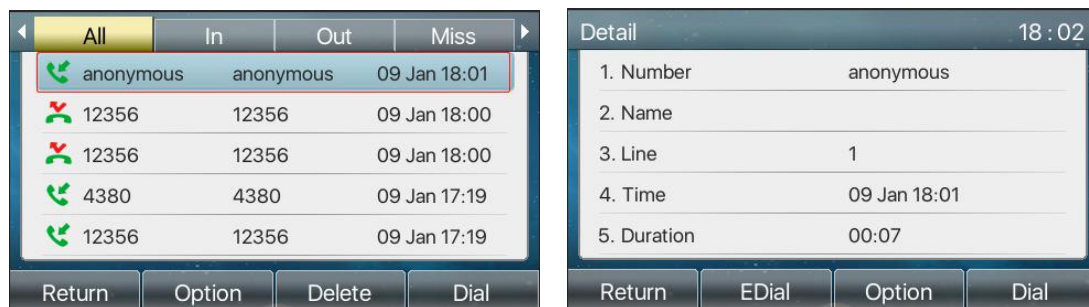 All In Out Miss
anonymous anonymous 09 Jan 18:01
12356 12356 09 Jan 18:00
12356 12356 09 Jan 18:00
4380 4380 09 Jan 17:19
12356 12356 09 Jan 17:19
Return Option Delete Dial
Detail 18:02
1. Number anonymous
2. Name
3. Line 1
4. Time 09 Jan 18:01
5. Duration 00:07
Return EDial Option Dial